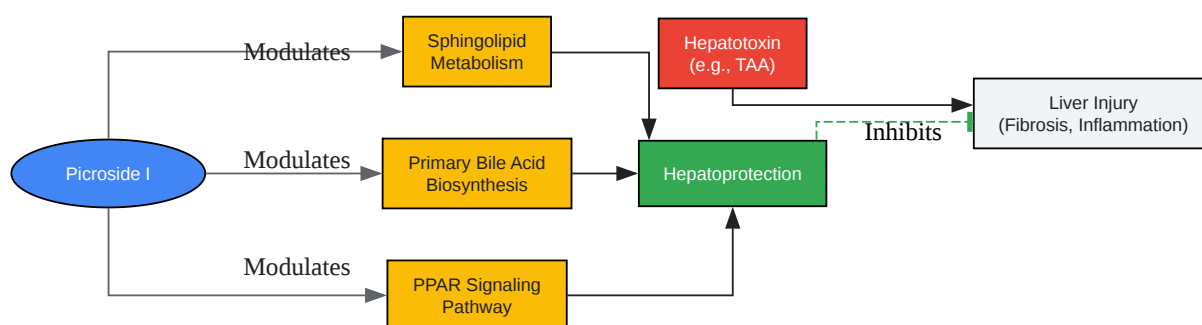 Modulates
Sphingolipid
Metabolism
Hepatotoxin
(e.g., TAA)
Liver Injury
(Fibrosis, Inflammation)
Inhibits
Picroside I
Modulates
Primary Bile Acid
Biosynthesis
Hepatoprotection
Modulates
PPAR Signaling
Pathway